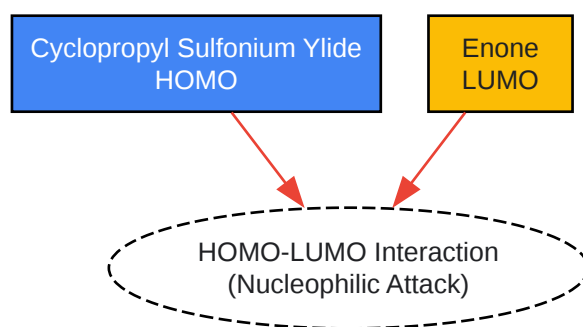 Cyclopropyl Sulfonium Ylide
HOMO
Enone
LUMO
HOMO-LUMO Interaction
(Nucleophilic Attack)